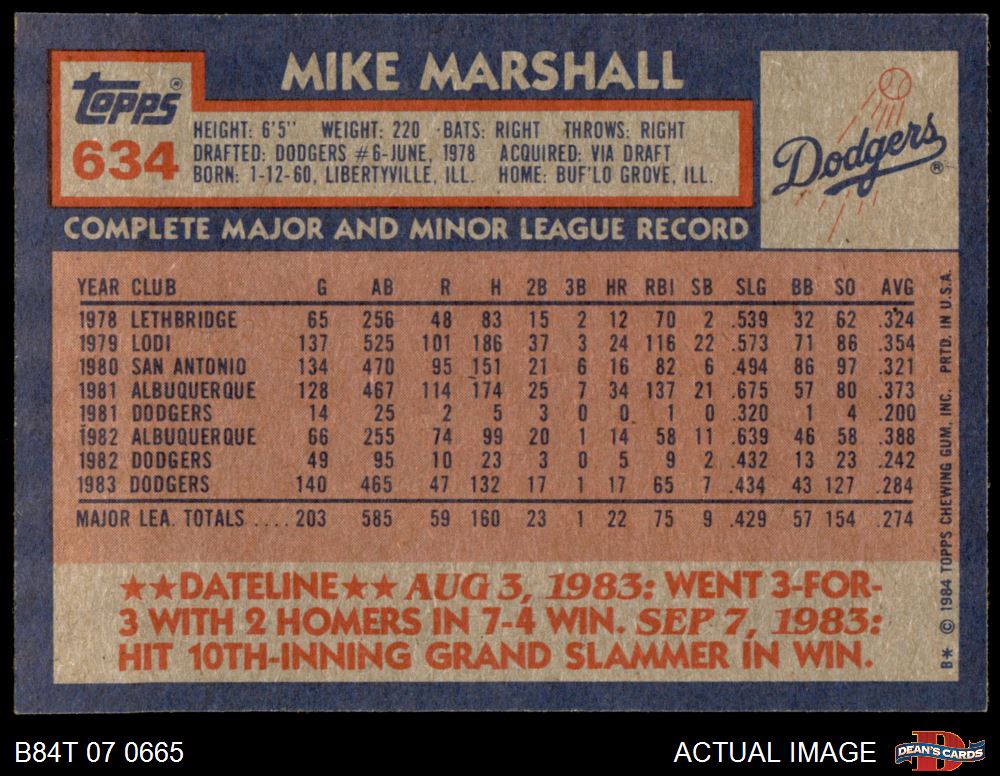 MIKE MARSHALL
Topps®
634
HEIGHT: 6'5" WEIGHT: 220 BATS: RIGHT THROWS: RIGHT
DRAFTED: DODGERS #6-JUNE, 1978 ACQUIRED: VIA DRAFT
BORN: 1-12-60, LIBERTYVILLE, ILL. HOME: BUF'LO GROVE, ILL.
Dodgers®
COMPLETE MAJOR AND MINOR LEAGUE RECORD
YEAR CLUB G AB R H 2B 3B HR RBI SB SLG BB SO AVG
1978 LETHBRIDGE 65 256 48 83 15 2 12 70 2 .539 32 62 .324
1979 LODI 137 525 101 186 37 3 24 116 22 .573 71 86 .354
1980 SAN ANTONIO 134 470 95 151 21 6 16 82 6 .494 86 97 .321
1981 ALBUQUERQUE 128 467 114 174 25 7 34 137 21 .675 57 80 .373
1981 DODGERS 14 25 2 5 3 0 0 1 0 .320 1 4 .200
1982 ALBUQUERQUE 66 255 74 99 20 1 14 58 11 .639 46 58 .388
1982 DODGERS 49 95 10 23 3 0 5 9 2 .432 13 23 .242
1983 DODGERS 140 465 47 132 17 1 17 65 7 .434 43 127 .284
MAJOR LEA. TOTALS ....203 585 59 160 23 1 22 75 9 .429 57 154 .274
★★DATELINE★★ AUG 3, 1983: WENT 3-FOR-
3 WITH 2 HOMERS IN 7-4 WIN. SEP 7, 1983:
HIT 10TH-INNING GRAND SLAMMER IN WIN.
B* © 1984 TOPPS CHEWING GUM, INC. PRTD. IN U.S.A.
B84T 07 0665
ACTUAL IMAGE
DEAN'S CARDS